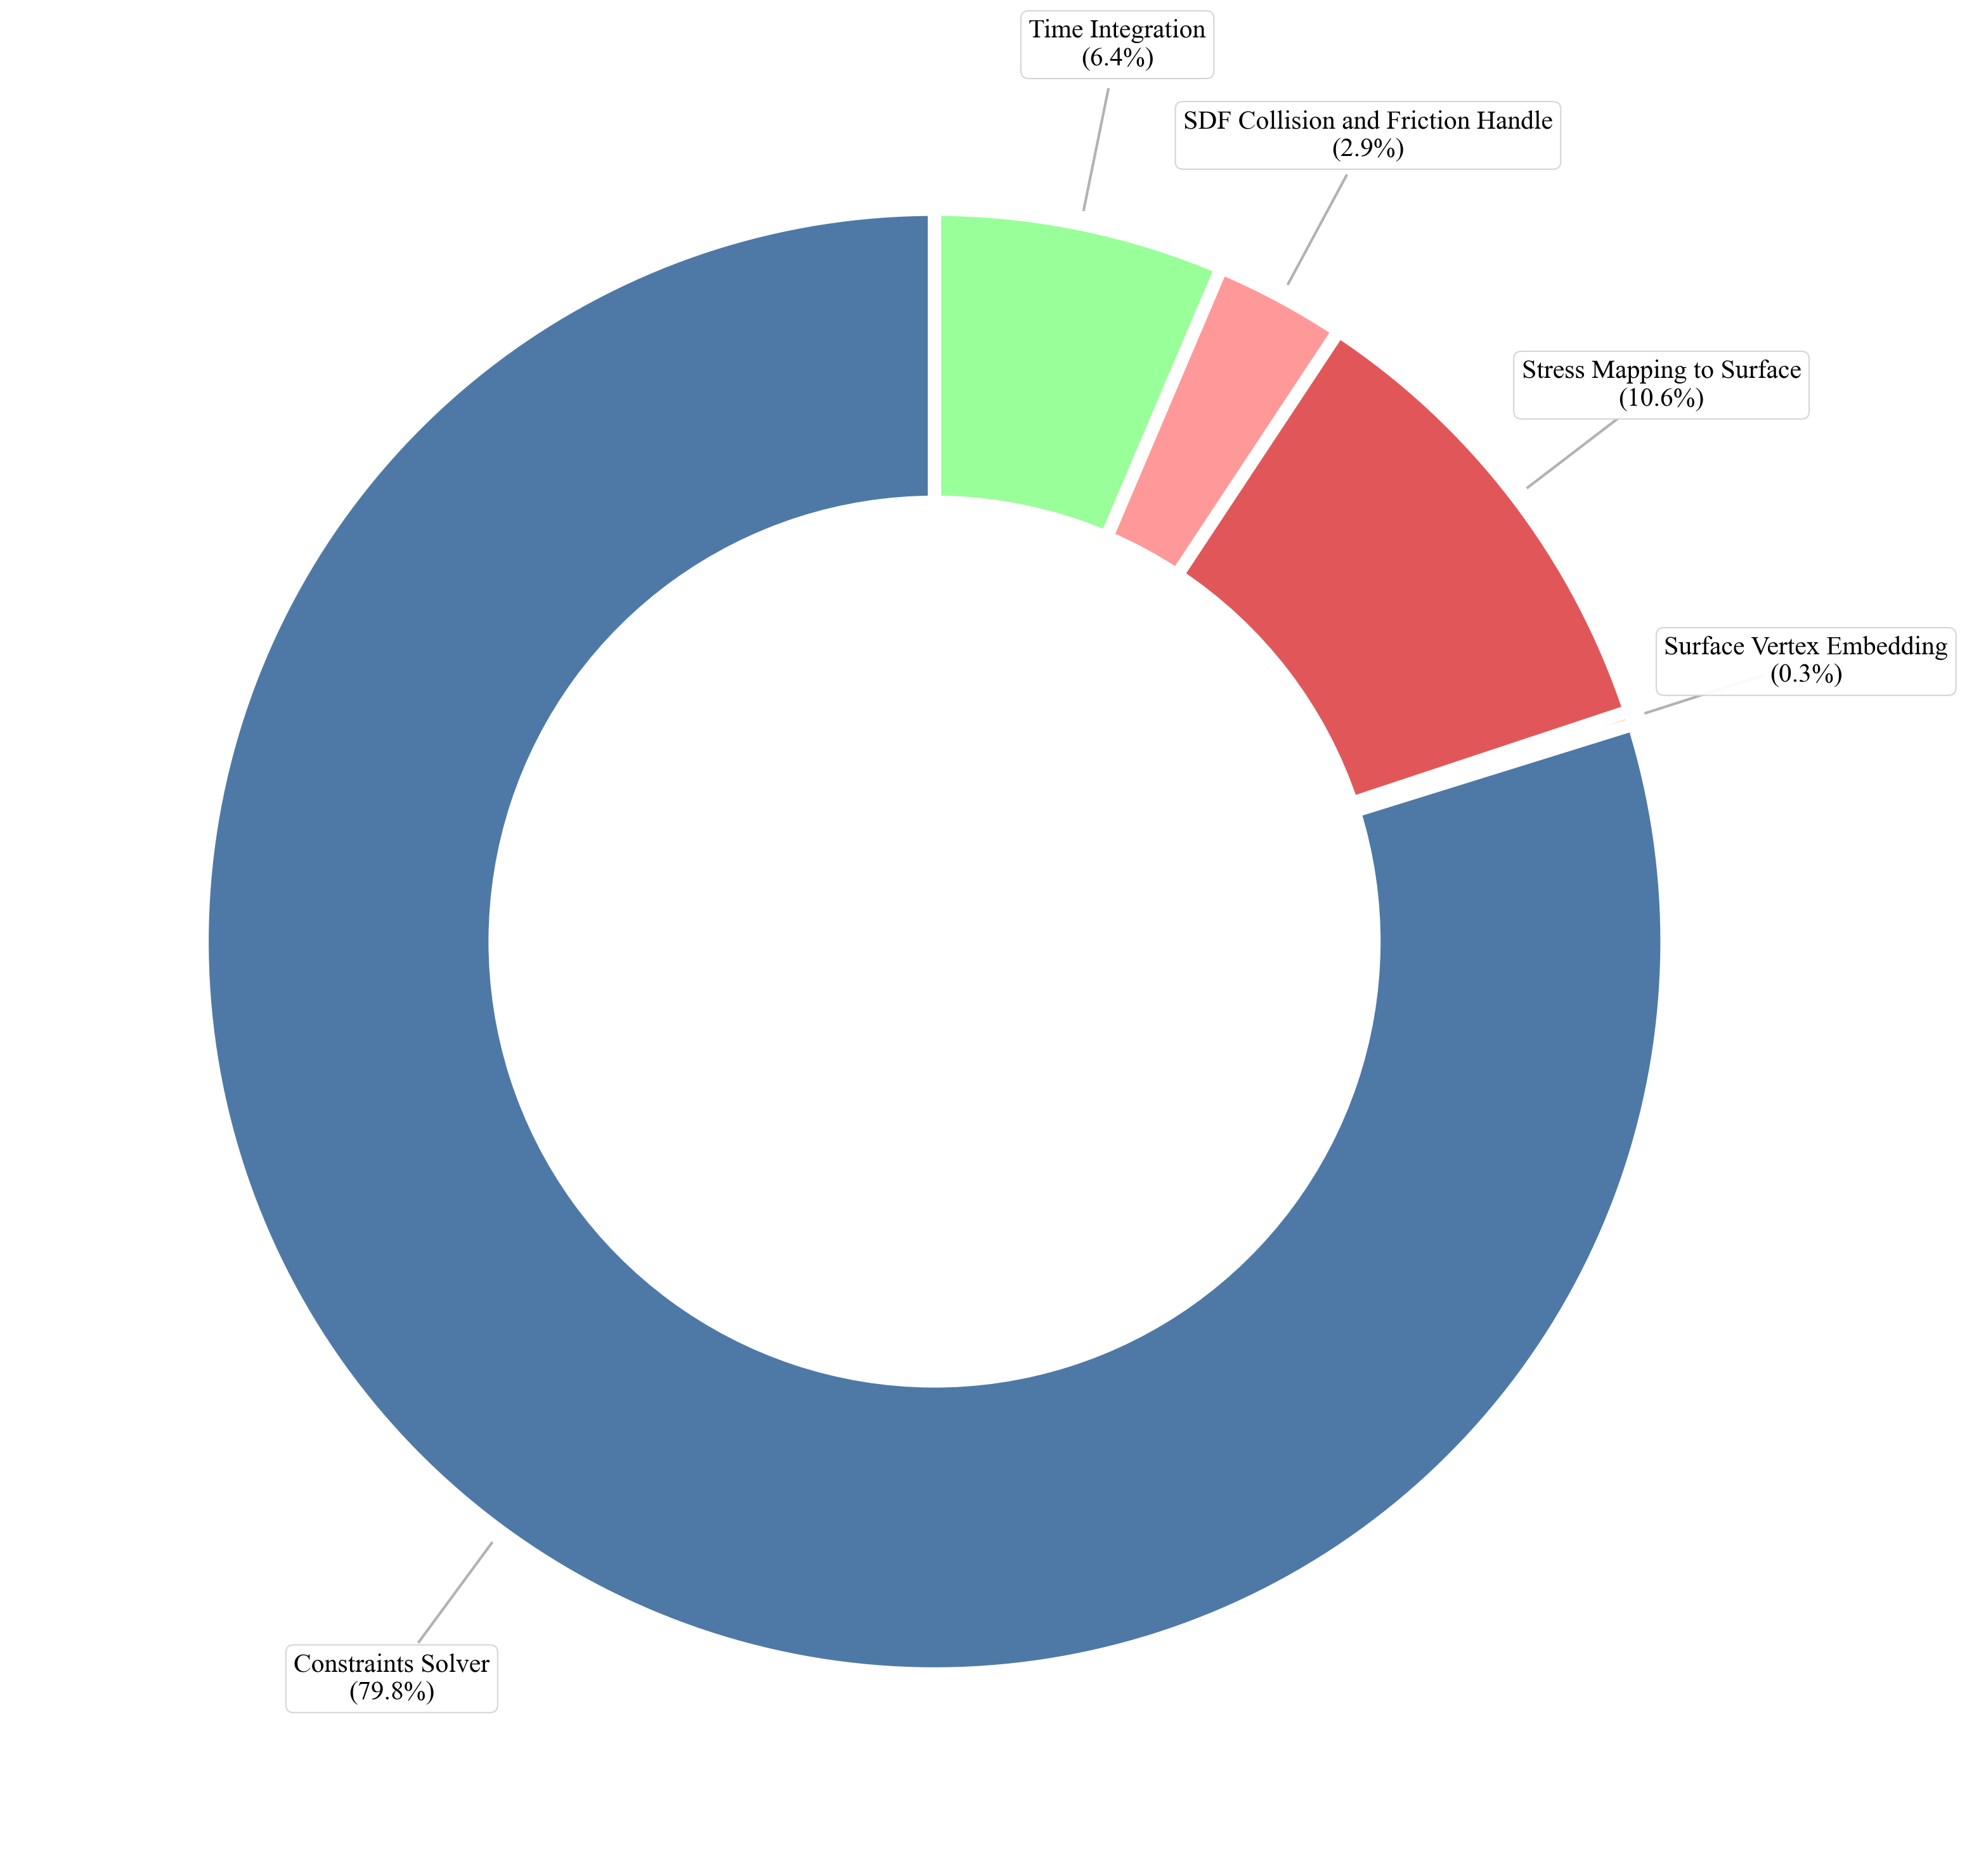 Time Integration
(6.4%)
SDF Collision and Friction Handle
(2.9%)
Stress Mapping to Surface
(10.6%)
Surface Vertex Embedding
(0.3%)
Constraints Solver
(79.8%)